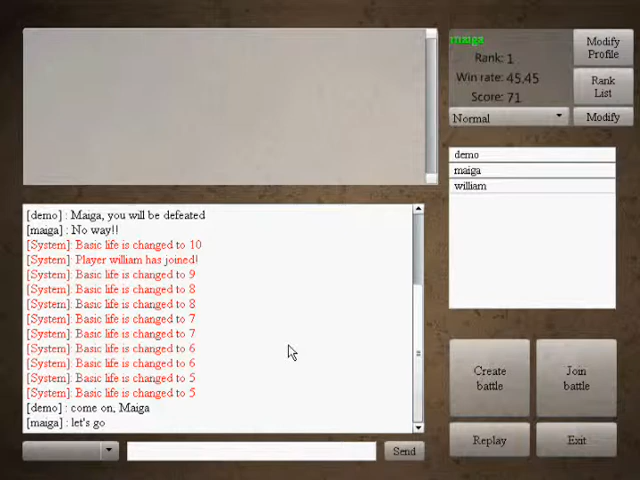 maiga
Rank: 1
Win rate: 45.45
Score: 71
Modify
Profile
Rank
List
Normal
Modify
demo
maiga
william
[demo] : Maiga, you will be defeated
[maiga] : No way!!
[System]: Basic life is changed to 10
[System]: Player william has joined!
[System]: Basic life is changed to 9
[System]: Basic life is changed to 8
[System]: Basic life is changed to 8
[System]: Basic life is changed to 7
[System]: Basic life is changed to 7
[System]: Basic life is changed to 6
[System]: Basic life is changed to 6
[System]: Basic life is changed to 5
[System]: Basic life is changed to 5
[demo] : come on, Maiga
[maiga] : let's go
Send
Create
battle
Join
battle
Replay
Exit